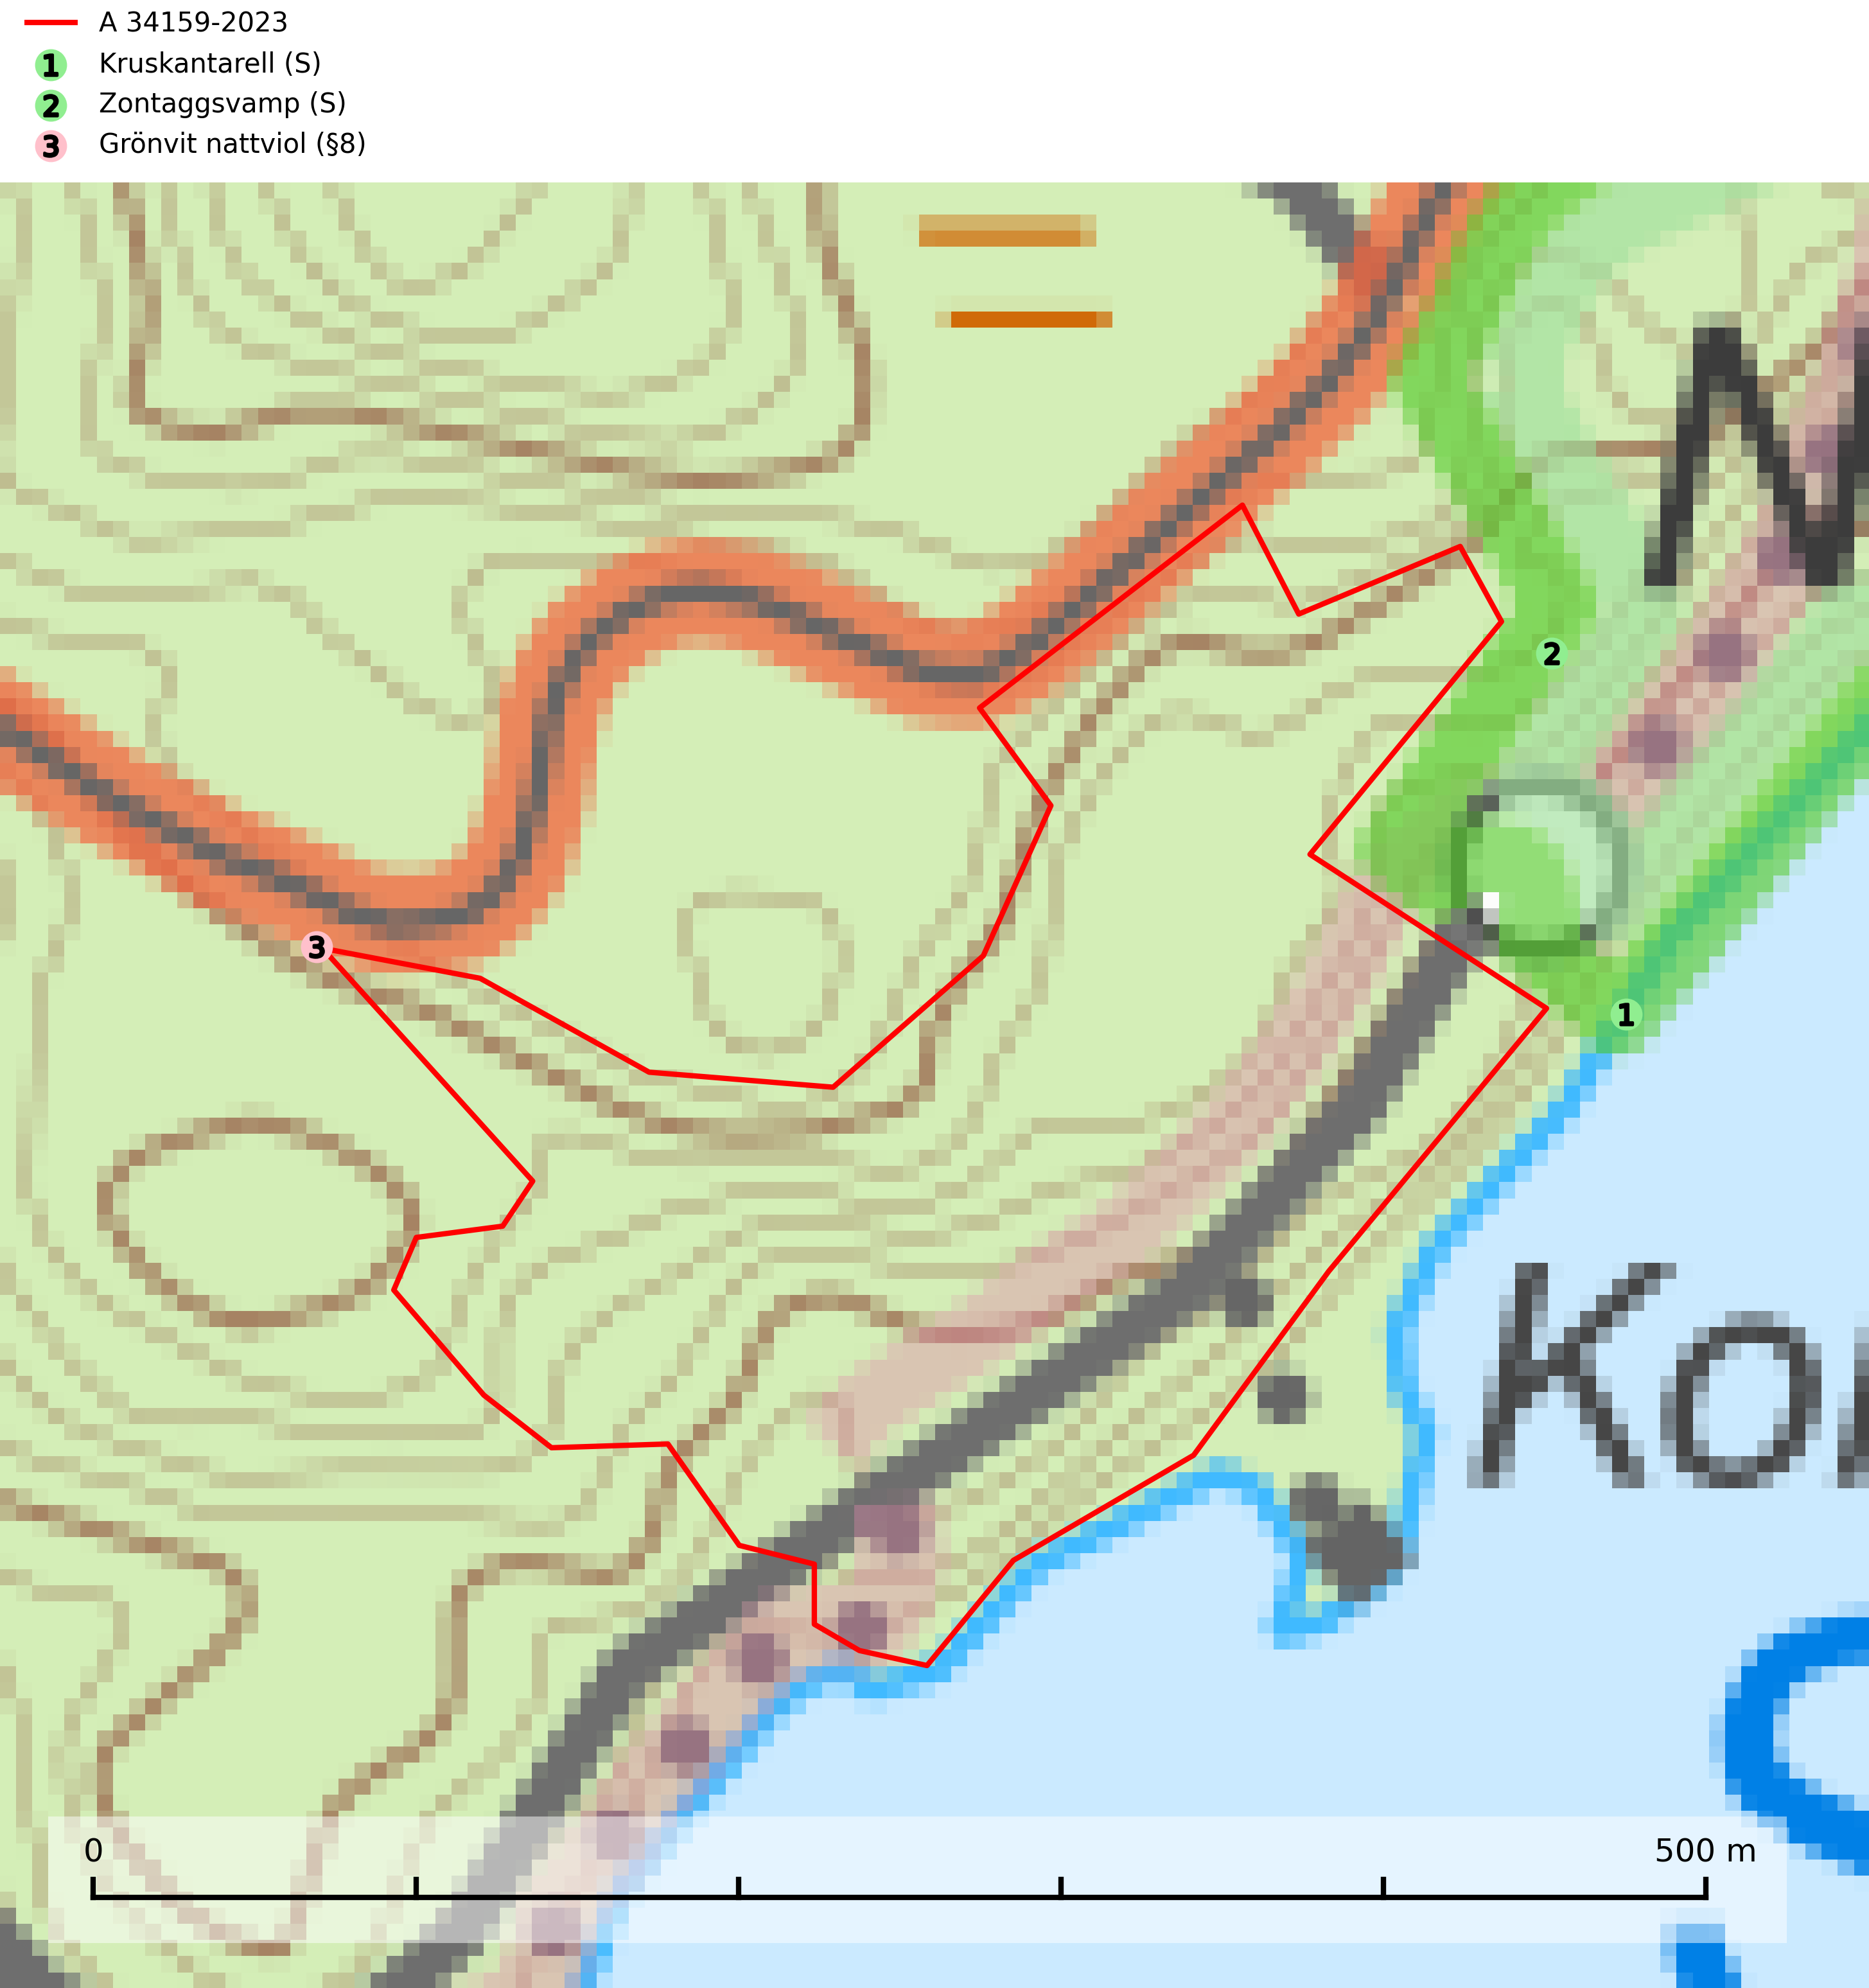 A 34159-2023
1 Kruskantarell (S)
2 Zontaggsvamp (S)
3 Grönvit nattviol (§8)
2
3
1
0 500 m